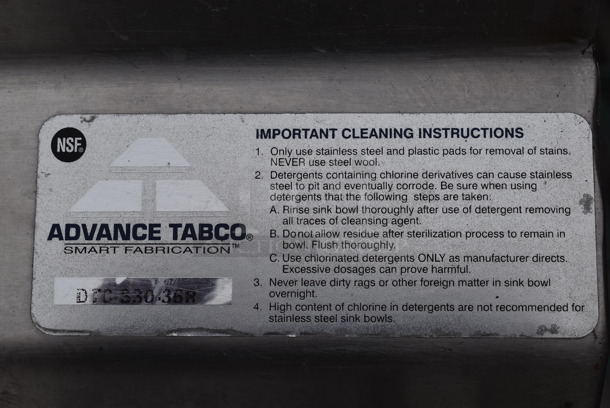 NSF®
IMPORTANT CLEANING INSTRUCTIONS
1. Only use stainless steel and plastic pads for removal of stains.
NEVER use steel wool.
2. Detergents containing chlorine derivatives can cause stainless
steel to pit and eventually corrode. Be sure when using
detergents that the following steps are taken:
A. Rinse sink bowl thoroughly after use of detergent removing
all traces of cleansing agent.
B. Do not allow residue after sterilization process to remain in
bowl. Flush thoroughly.
C. Use chlorinated detergents ONLY as manufacturer directs.
Excessive dosages can prove harmful.
3. Never leave dirty rags or other foreign matter in sink bowl
overnight.
4. High content of chlorine in detergents are not recommended for
stainless steel sink bowls.
ADVANCE TABCO®
SMART FABRICATION™